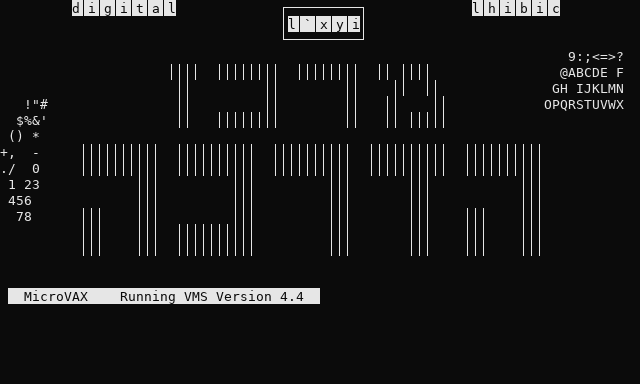 digital
lhibic
l`xyi
9:;<=>?
@ABCDE F
GH IJKLMN
OPQRSTUVWX
!"#
$%&'
() *
+, -
./ 0
1 23
456
78
MicroVAX Running VMS Version 4.4